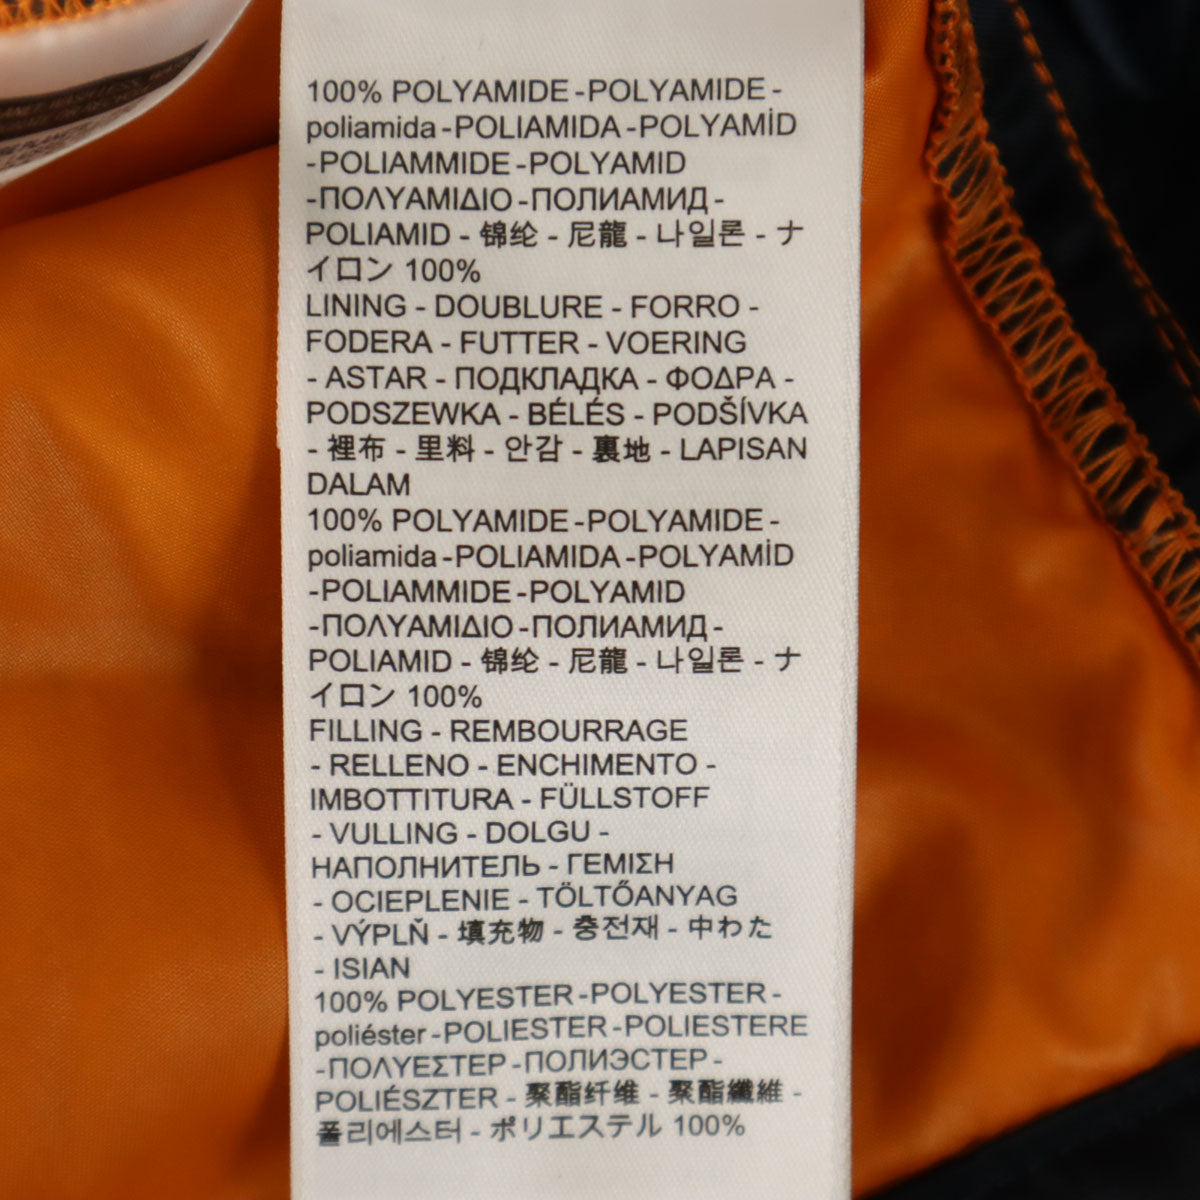 100% POLYAMIDE-POLYAMIDE-
poliamida-POLIAMIDA-POLYAMİD
-POLIAMMIDE-POLYAMID
-ΠΟΛΥΑΜΙΔΙΟ-ПОЛИАМИД-
POLIAMID - 锦纶 - 尼龍 - 나일론 - ナ
イロン 100%
LINING - DOUBLURE - FORRO -
FODERA - FUTTER - VOERING
- ASTAR - ПОДКЛАДКА - ΦΟΔΡΑ -
PODSZEWKA - BÉLÉS - PODŠÍVKA
- 裡布 - 里料 - 안감 - 裏地 - LAPISAN
DALAM
100% POLYAMIDE-POLYAMIDE-
poliamida-POLIAMIDA-POLYAMİD
-POLIAMMIDE-POLYAMID
-ΠΟΛΥΑΜΙΔΙΟ-ПОЛИАМИД-
POLIAMID - 锦纶 - 尼龍 - 나일론 - ナ
イロン 100%
FILLING - REMBOURRAGE
- RELLENO - ENCHIMENTO -
IMBOTTITURA - FÜLLSTOFF
- VULLING - DOLGU -
НАПОЛНИТЕЛЬ - ΓΕΜΙΣΗ
- OCIEPLENIE - TÖLTŐANYAG
- VÝPLŇ - 填充物 - 충전재 - 中わた
- ISIAN
100% POLYESTER-POLYESTER-
poliéster-POLIESTER-POLIESTERE
-ΠΟΛΥΕΣΤΕΡ-ПОЛИЭСТЕР-
POLIÉSZTER - 聚酯纤维 - 聚酯纖維 -
폴리에스터 - ポリエステル 100%